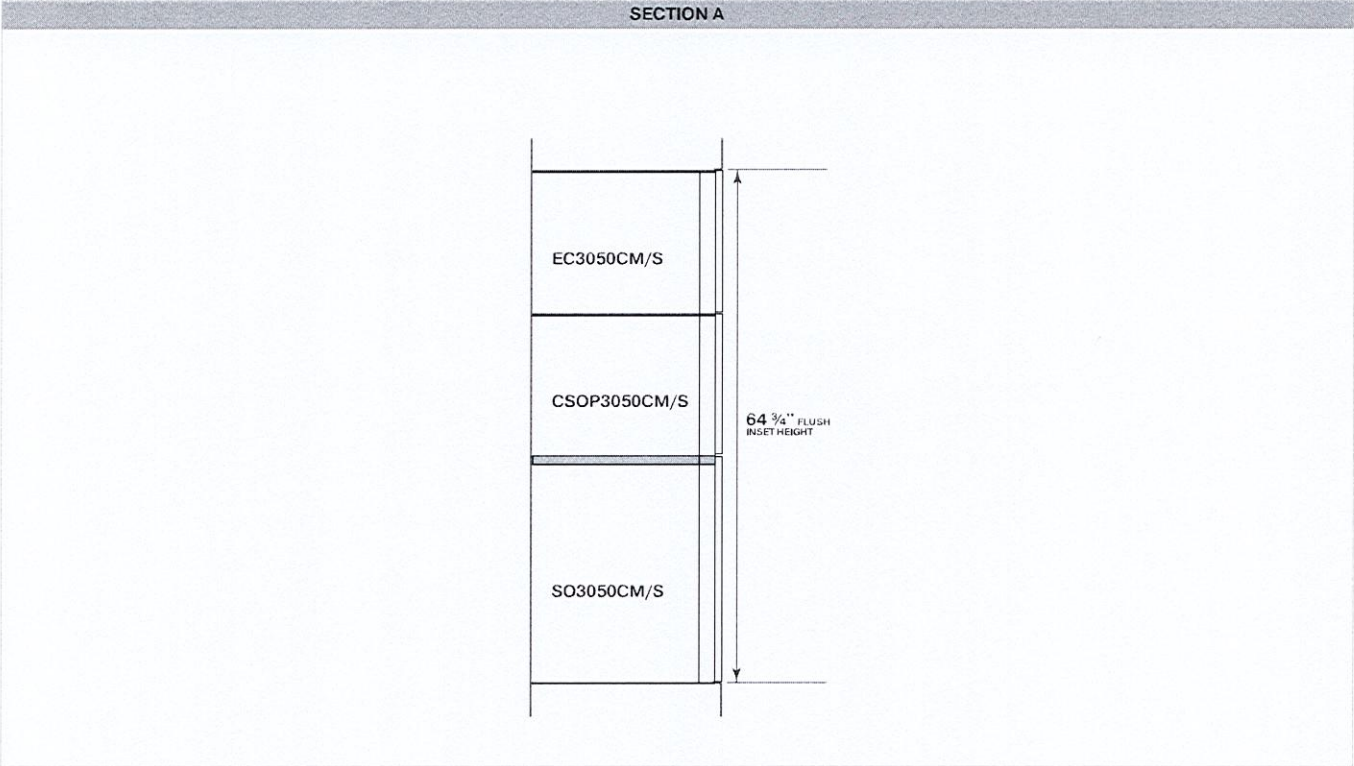 SECTION A
EC3050CM/S
CSOP3050CM/S
64 ¾" FLUSH
INSET HEIGHT
SO3050CM/S